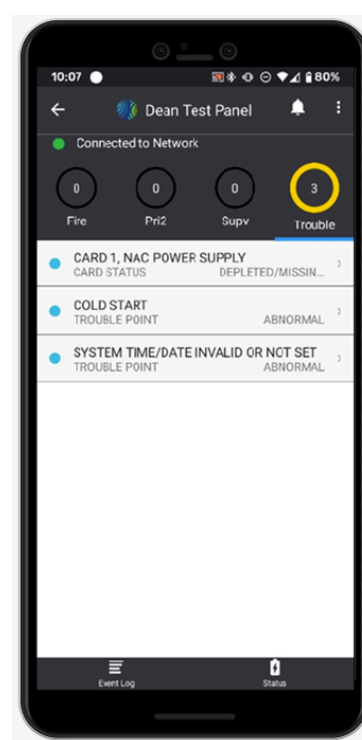 10:07 80%
Dean Test Panel
Connected to Network
0 0 0 3
Fire Pri2 Supv Trouble
CARD 1, NAC POWER SUPPLY
CARD STATUS DEPLETED/MISSIN...
COLD START
TROUBLE POINT ABNORMAL
SYSTEM TIME/DATE INVALID OR NOT SET
TROUBLE POINT ABNORMAL
Event Log Status